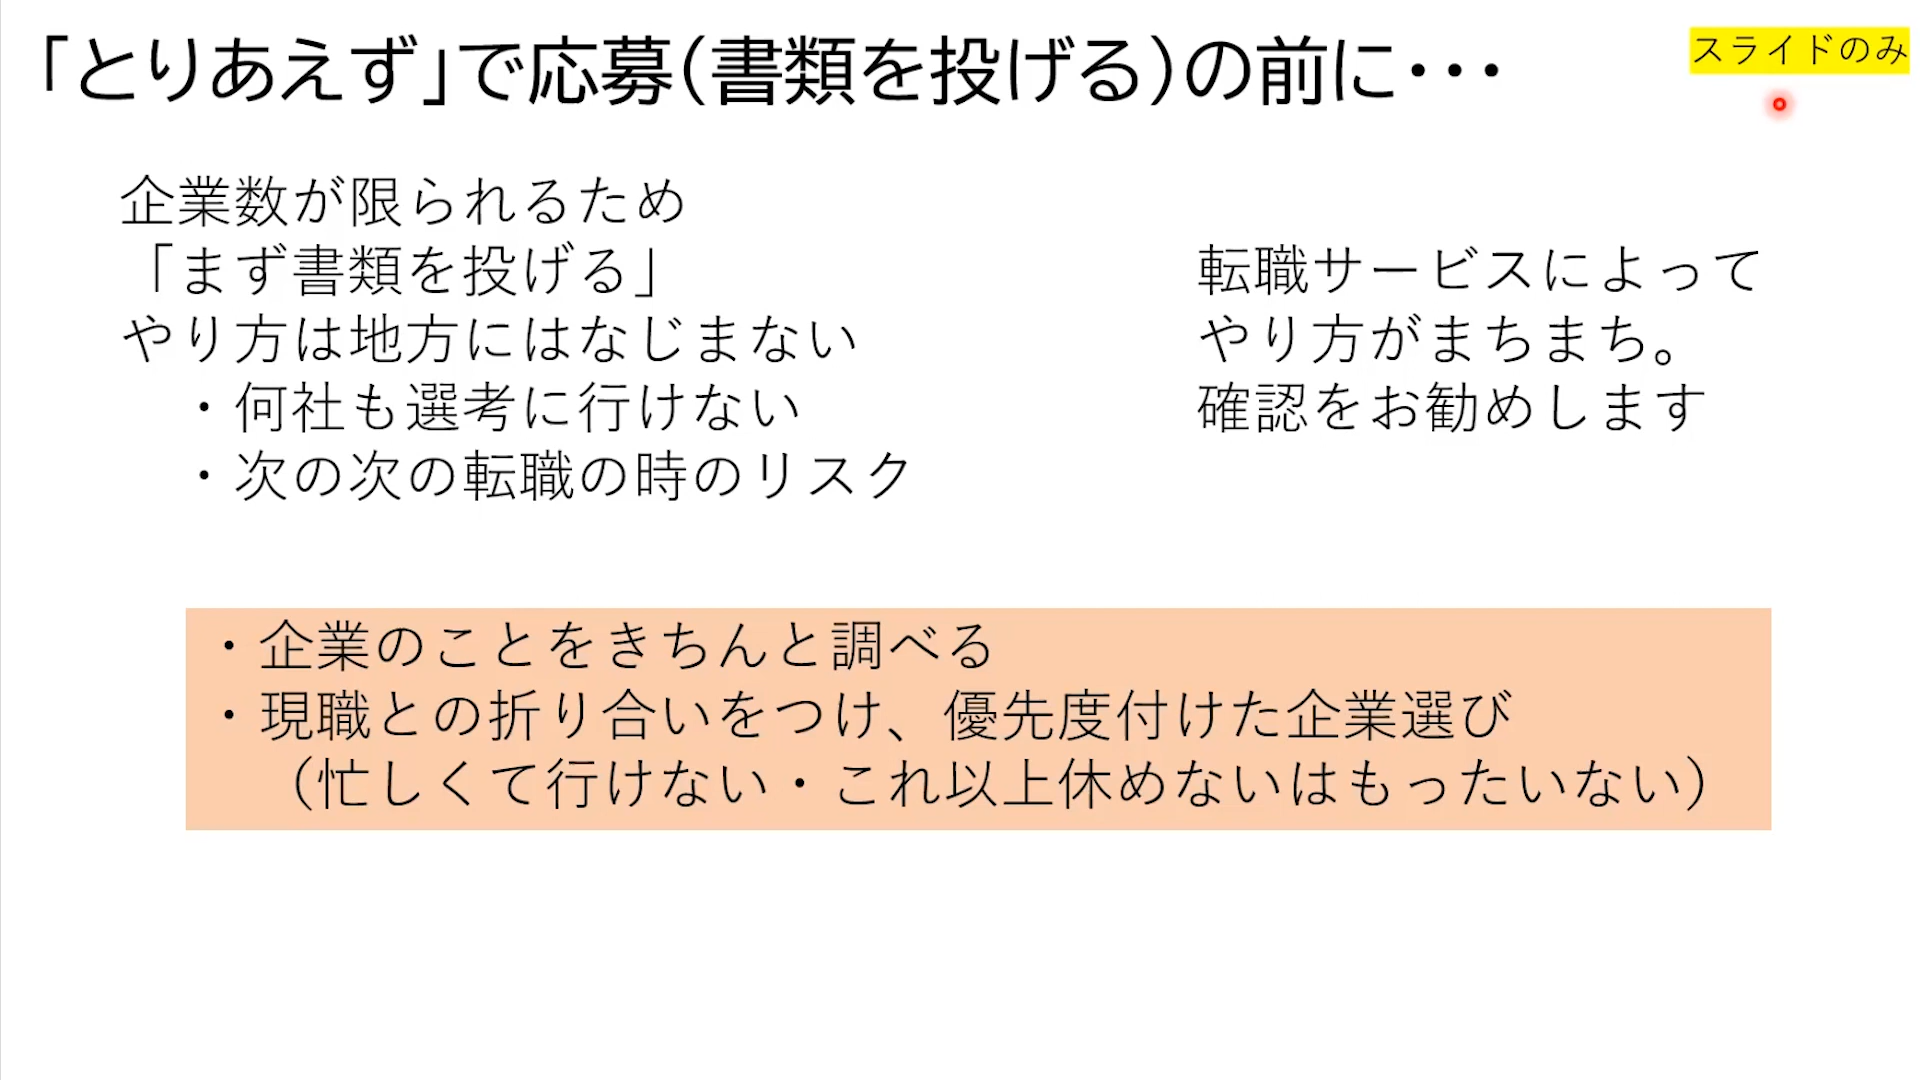 「とりあえず」で応募(書類を投げる)の前に・・・
スライドのみ
企業数が限られるため
「まず書類を投げる」
やり方は地方にはなじまない
・何社も選考に行けない
・次の次の転職の時のリスク
転職サービスによって
やり方がまちまち。
確認をお勧めします
・企業のことをきちんと調べる
・現職との折り合いをつけ、優先度付けた企業選び
（忙しくて行けない・これ以上休めないはもったいない）